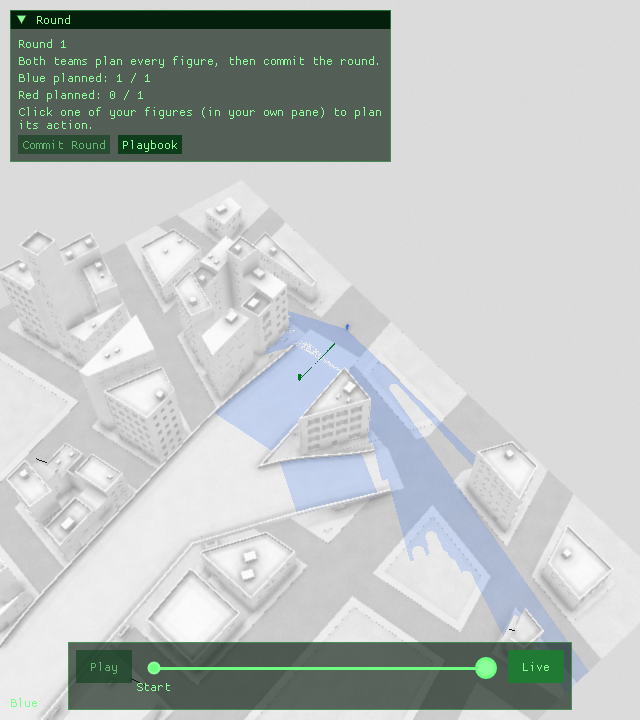 Round
Round 1
Both teams plan every figure, then commit the round.
Blue planned: 1 / 1
Red planned: 0 / 1
Click one of your figures (in your own pane) to plan
its action.
Commit Round Playbook
Play
Start
Live
Blue